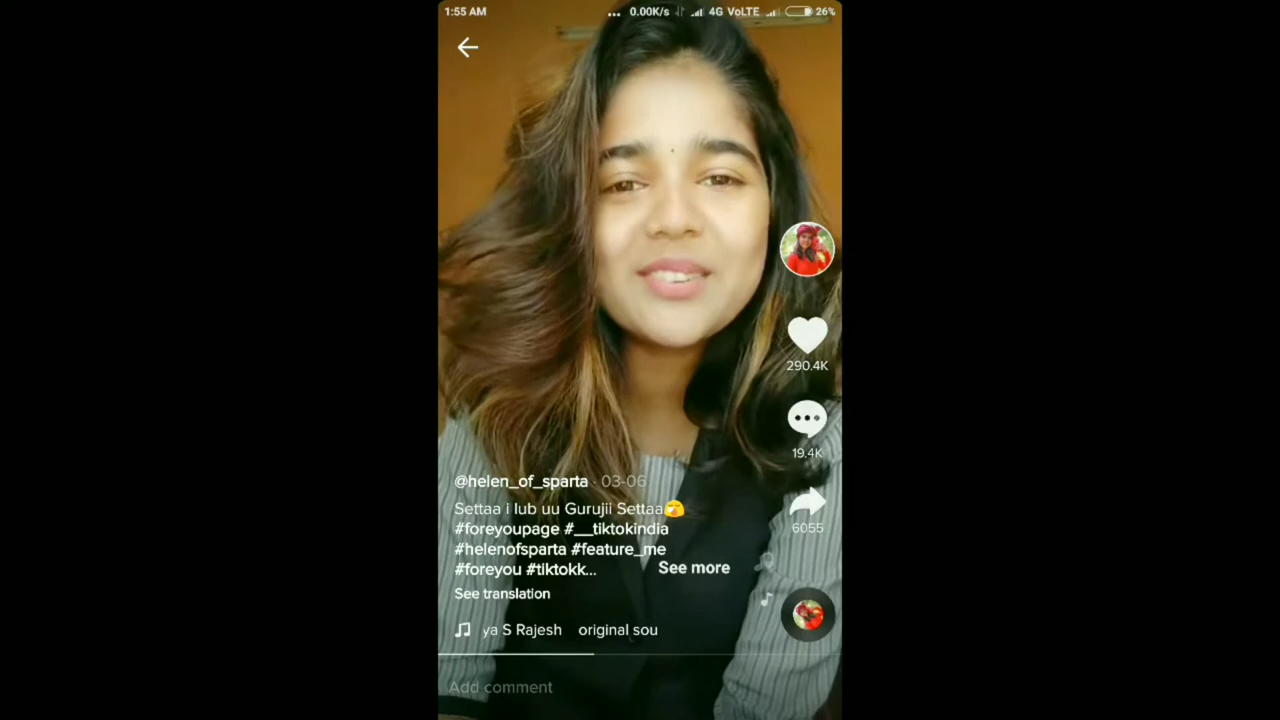 1:55 AM
... 0.00K/s 4G VoLTE 26%
290.4K
19.4K
@helen_of_sparta · 03-06
Settaa i lub uu Gurujii Settaa
#foreyoupage #__tiktokindia
#helenofsparta #feature_me
#foreyou #tiktokk... See more
6055
See translation
ya S Rajesh original sou
Add comment